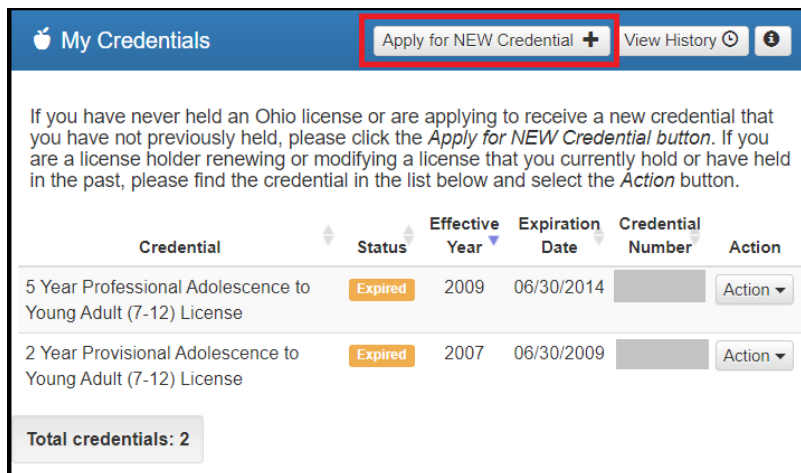 My Credentials
Apply for NEW Credential
View History
If you have never held an Ohio license or are applying to receive a new credential that
you have not previously held, please click the Apply for NEW Credential button. If you
are a license holder renewing or modifying a license that you currently hold or have held
in the past, please find the credential in the list below and select the Action button.
Credential Status Effective Year Expiration Date Credential Number Action
5 Year Professional Adolescence to
Young Adult (7-12) License
Expired 2009 06/30/2014 Action
2 Year Provisional Adolescence to
Young Adult (7-12) License
Expired 2007 06/30/2009 Action
Total credentials: 2